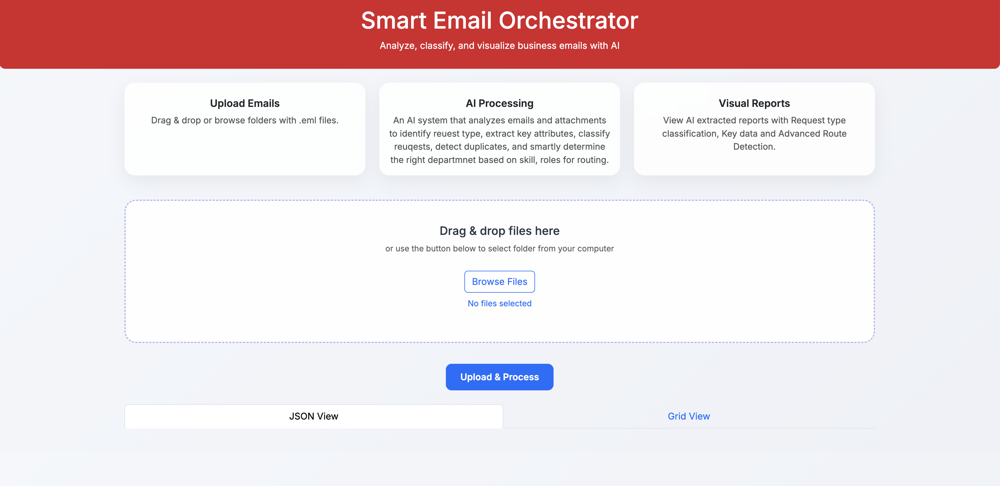 Smart Email Orchestrator
Analyze, classify, and visualize business emails with AI
Upload Emails
Drag & drop or browse folders with .eml files.
AI Processing
An AI system that analyzes emails and attachments
to identify reuest type, extract key attributes, classify
reuqests, detect duplicates, and smartly determine
the right departmnet based on skill, roles for routing.
Visual Reports
View AI extracted reports with Request type
classification, Key data and Advanced Route
Detection.
Drag & drop files here
or use the button below to select folder from your computer
Browse Files
No files selected
Upload & Process
JSON View
Grid View